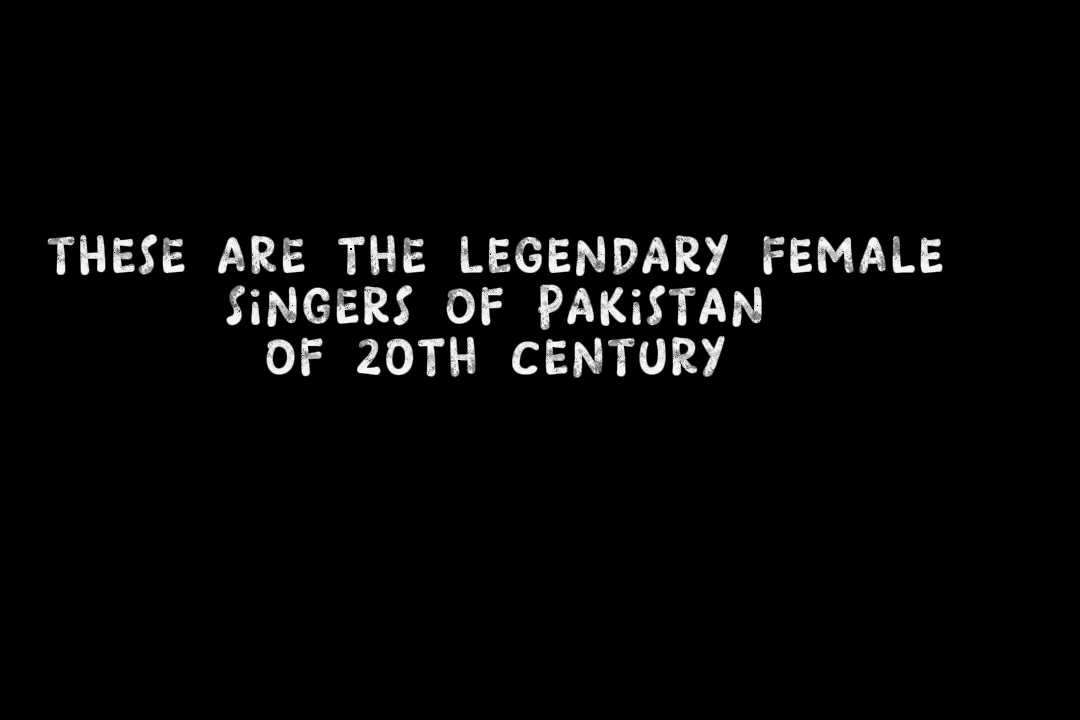 THESE ARE THE LEGENDARY FEMALE
SINGERS OF PAKISTAN
OF 20TH CENTURY